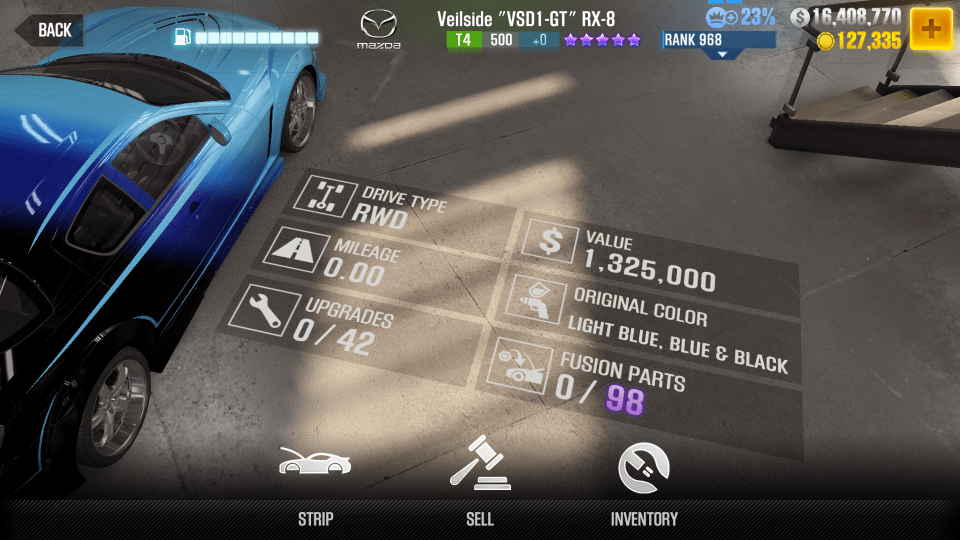 BACK
mazda
Veilside "VSD1-GT" RX-8
T4 500 +0
23%
RANK 968
16,408,770
127,335
DRIVE TYPE
RWD
MILEAGE
0.00
UPGRADES
0/42
VALUE
1,325,000
ORIGINAL COLOR
LIGHT BLUE, BLUE & BLACK
FUSION PARTS
0/98
STRIP
SELL
INVENTORY